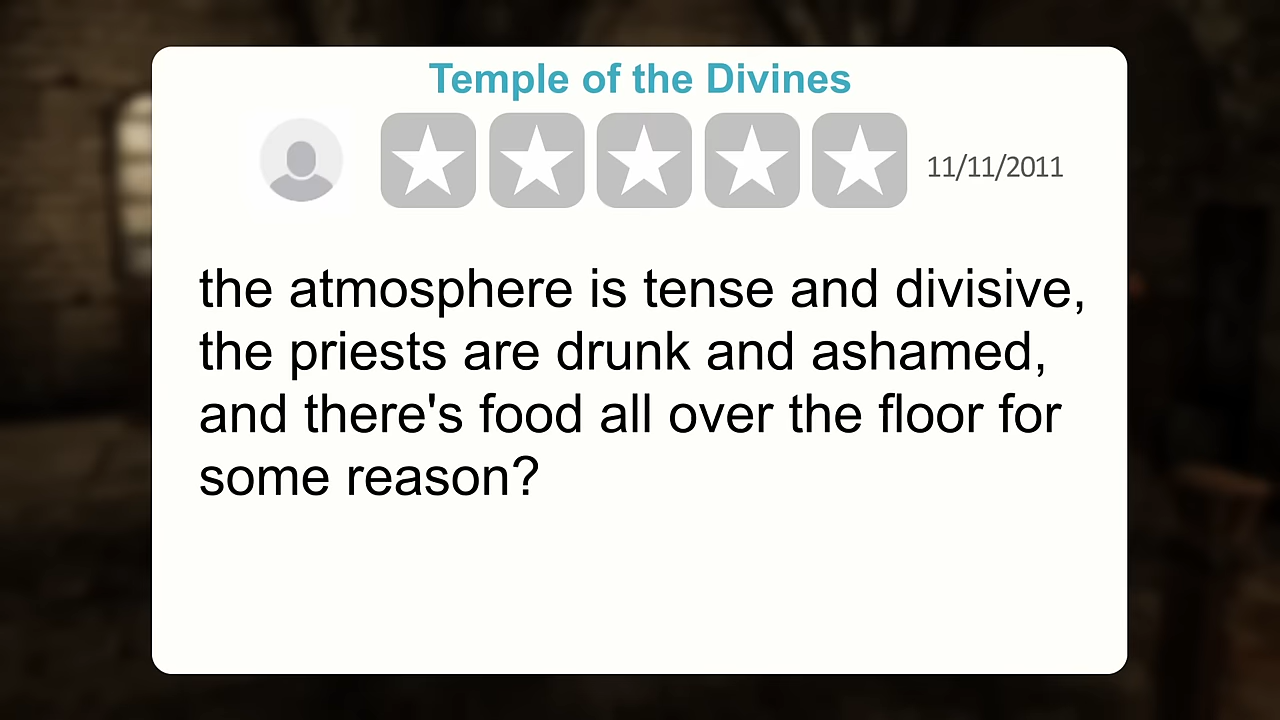 Temple of the Divines
11/11/2011
the atmosphere is tense and divisive,
the priests are drunk and ashamed,
and there's food all over the floor for
some reason?